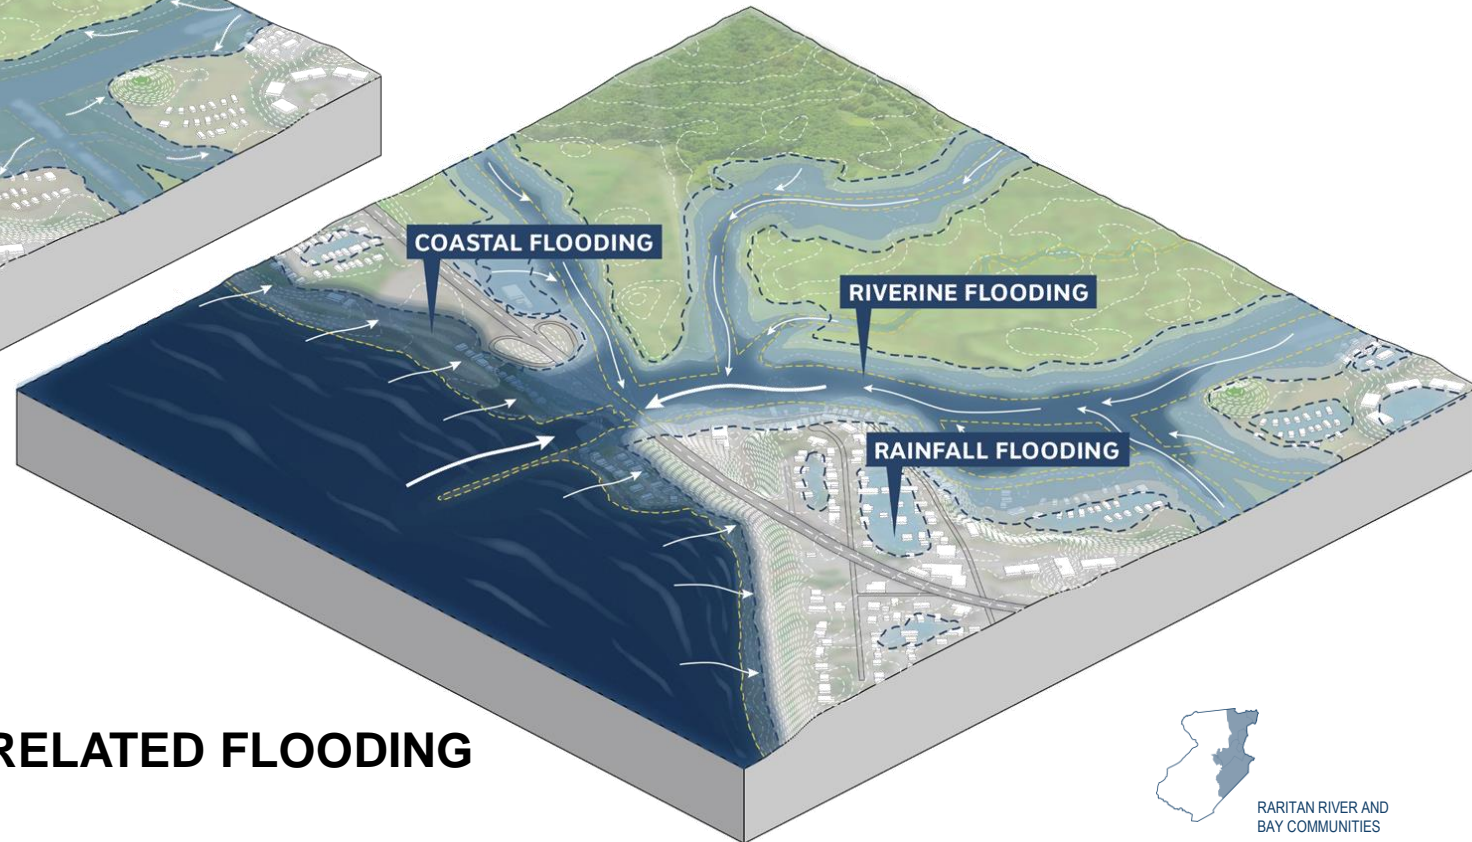 COASTAL FLOODING
RIVERINE FLOODING
RAINFALL FLOODING
RELATED FLOODING
RARITAN RIVER AND
BAY COMMUNITIES